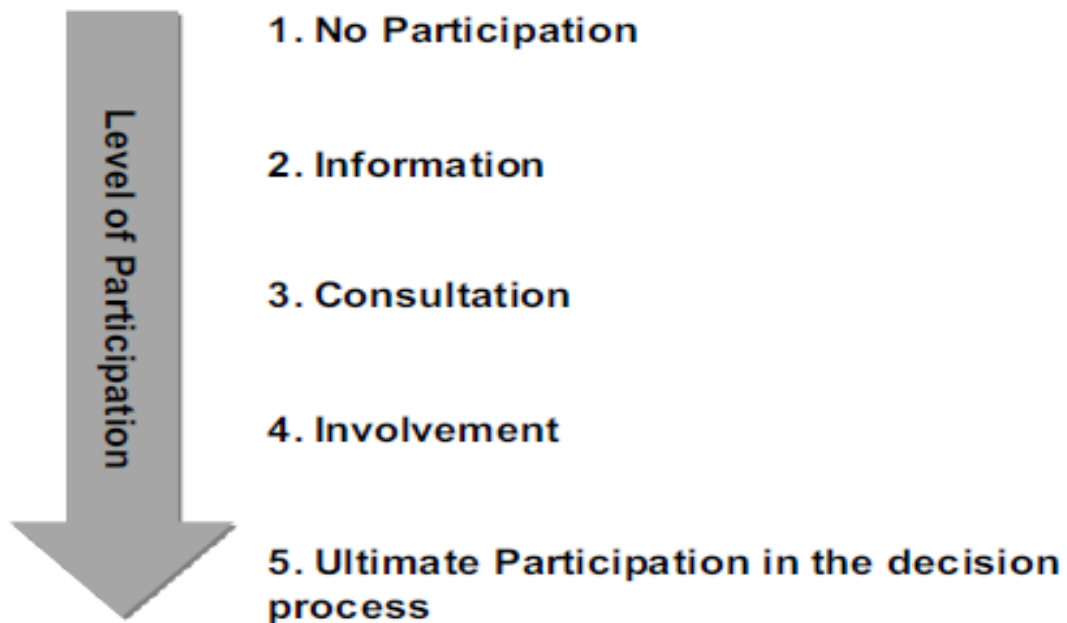 Level of Participation
1. No Participation
2. Information
3. Consultation
4. Involvement
5. Ultimate Participation in the decision
process